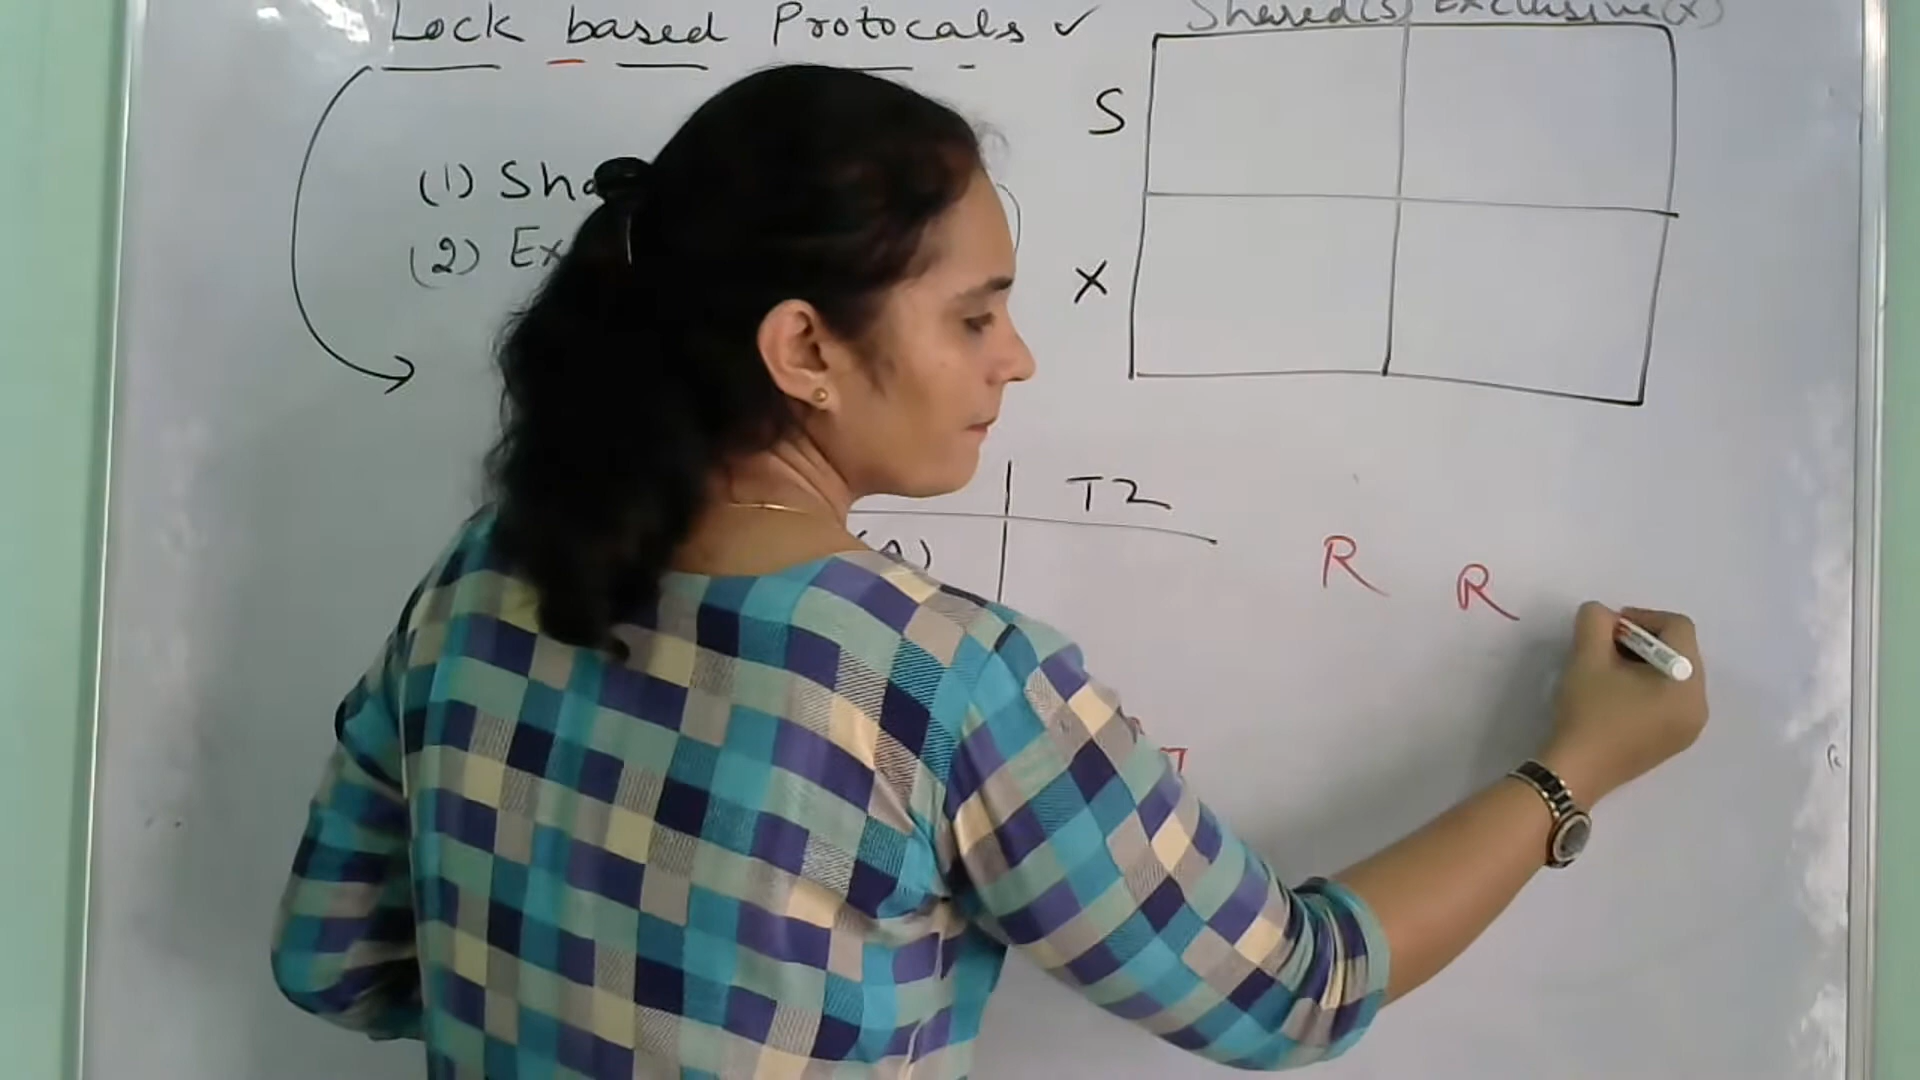 Lock based Protocals ✓
Shared(s) Exclusive(x)
S
(1) Sha
(2) Ex
X
T2
(A)
R R